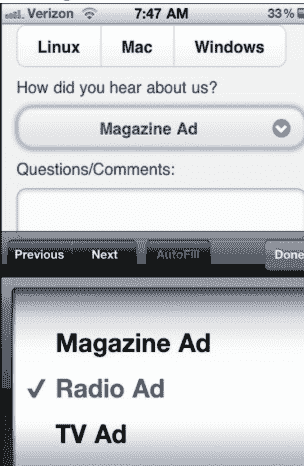 Verizon 7:47 AM 33%
Linux Mac Windows
How did you hear about us?
Magazine Ad
Questions/Comments:
Previous Next AutoFill Done
Magazine Ad
✓ Radio Ad
TV Ad